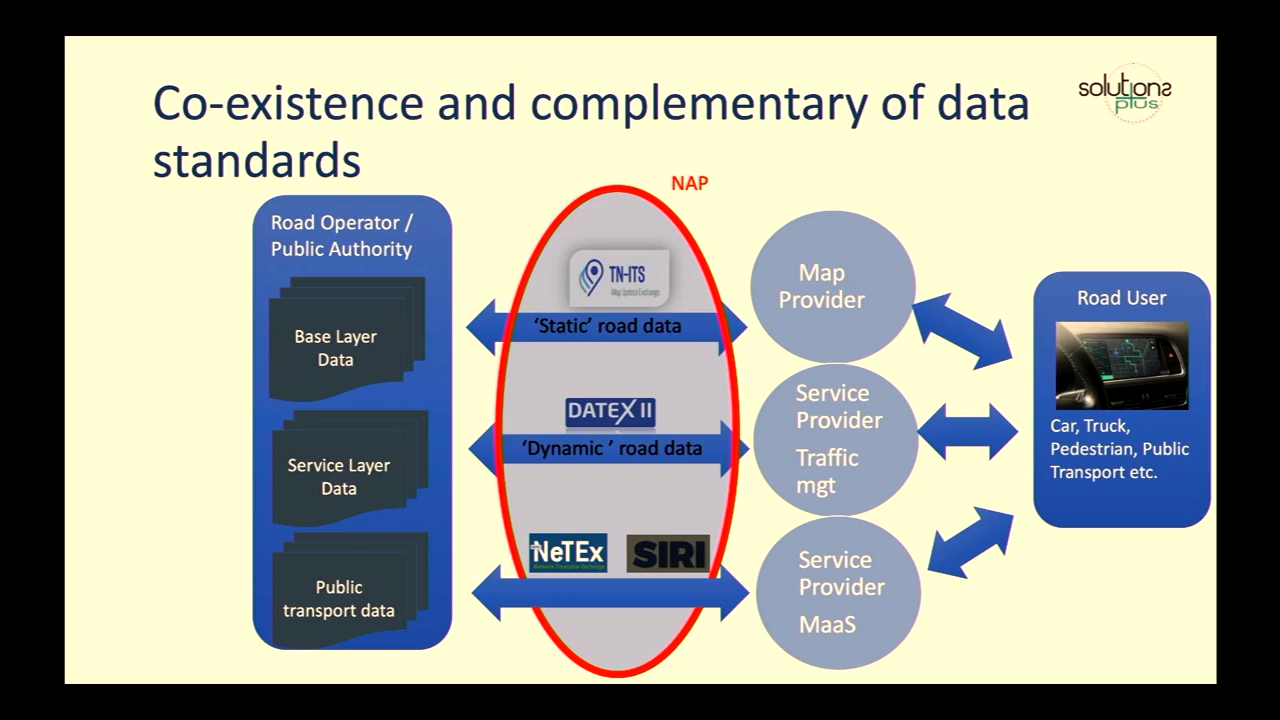 Co-existence and complementary of data
standards
solutions
plus
NAP
Road Operator /
Public Authority
Base Layer
Data
Service Layer
Data
Public
transport data
TN-ITS
Map Update Exchange
‘Static’ road data
DATEX II
‘Dynamic ’ road data
NeTEx
SIRI
Map
Provider
Service
Provider
Traffic
mgt
Service
Provider
MaaS
Road User
Car, Truck,
Pedestrian, Public
Transport etc.